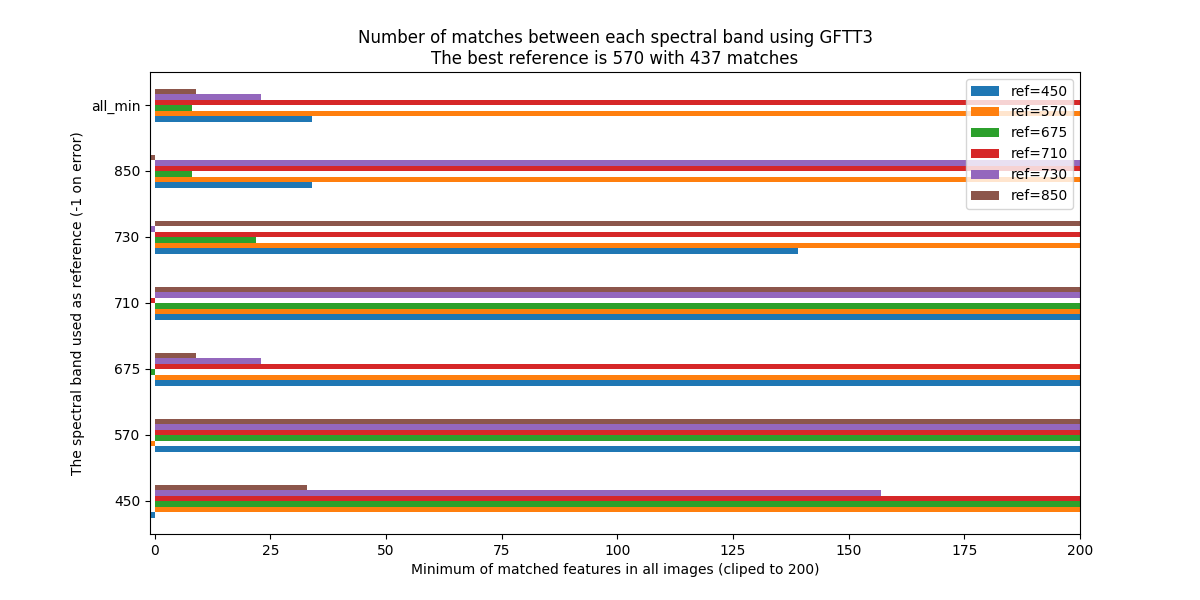 Number of matches between each spectral band using GFTT3
The best reference is 570 with 437 matches
The spectral band used as reference (-1 on error)
all_min
850
730
710
675
570
450
ref=450
ref=570
ref=675
ref=710
ref=730
ref=850
0 25 50 75 100 125 150 175 200
Minimum of matched features in all images (cliped to 200)